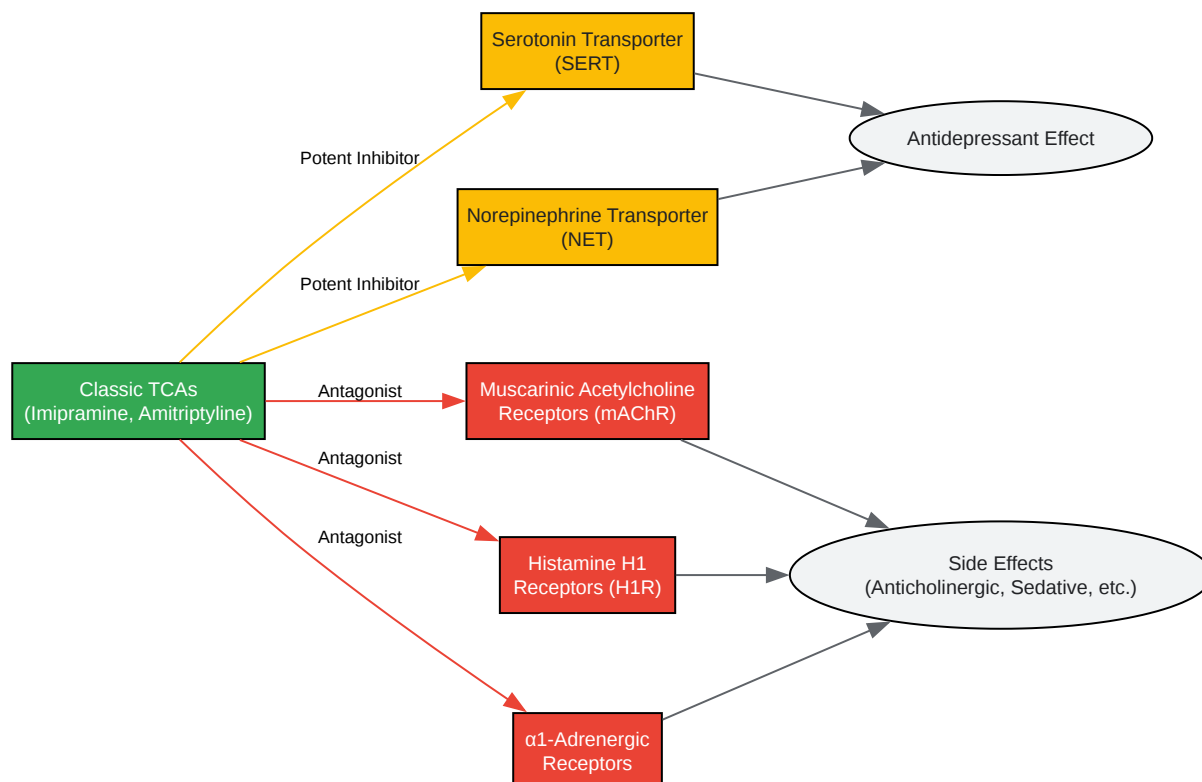 Serotonin Transporter
(SERT)
Antidepressant Effect
Potent Inhibitor
Norepinephrine Transporter
(NET)
Potent Inhibitor
Classic TCAs
(Imipramine, Amitriptyline)
Antagonist
Muscarinic Acetylcholine
Receptors (mAChR)
Antagonist
Antagonist
Histamine H1
Receptors (H1R)
Side Effects
(Anticholinergic, Sedative, etc.)
α1-Adrenergic
Receptors